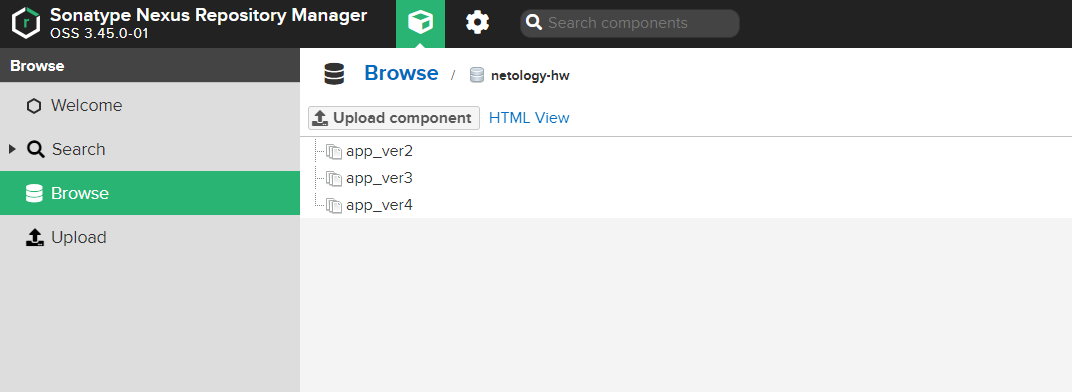 Sonatype Nexus Repository Manager
OSS 3.45.0-01
Search components
Browse
Welcome
Search
Browse
Upload
Browse / netology-hw
Upload component HTML View
app_ver2
app_ver3
app_ver4